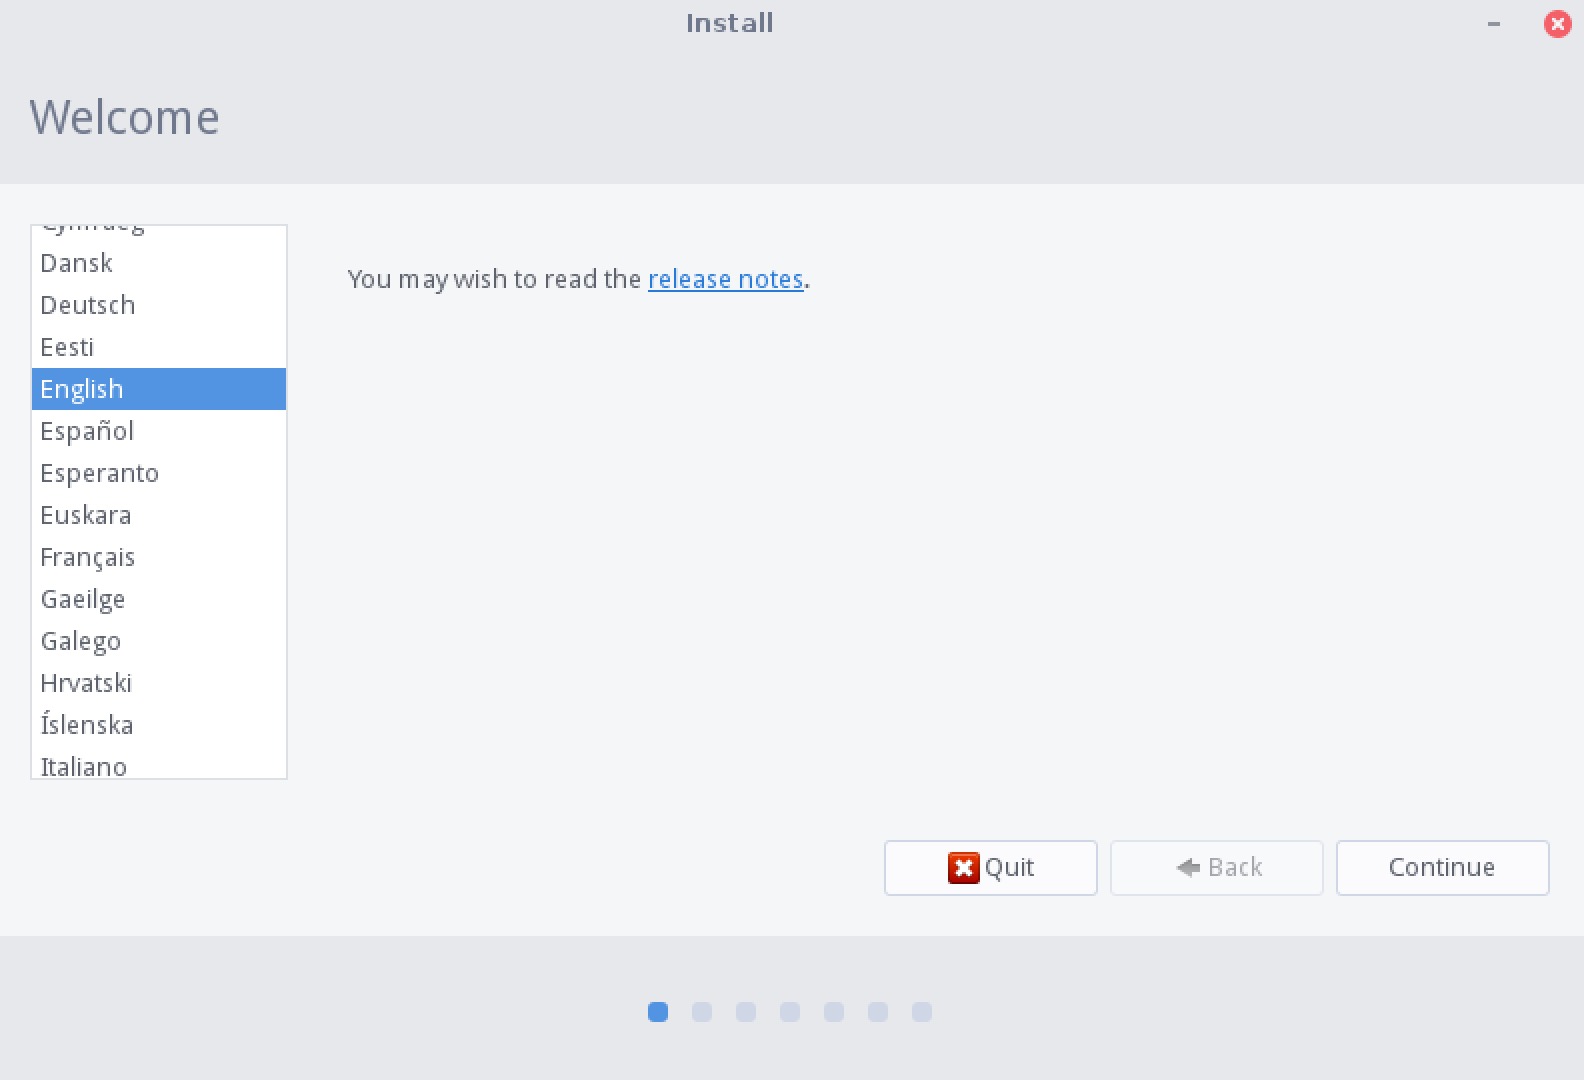 Install
Welcome
Dansk
Deutsch
Eesti
English
Español
Esperanto
Euskara
Français
Gaeilge
Galego
Hrvatski
Íslenska
Italiano
You may wish to read the release notes.
Quit
Back
Continue